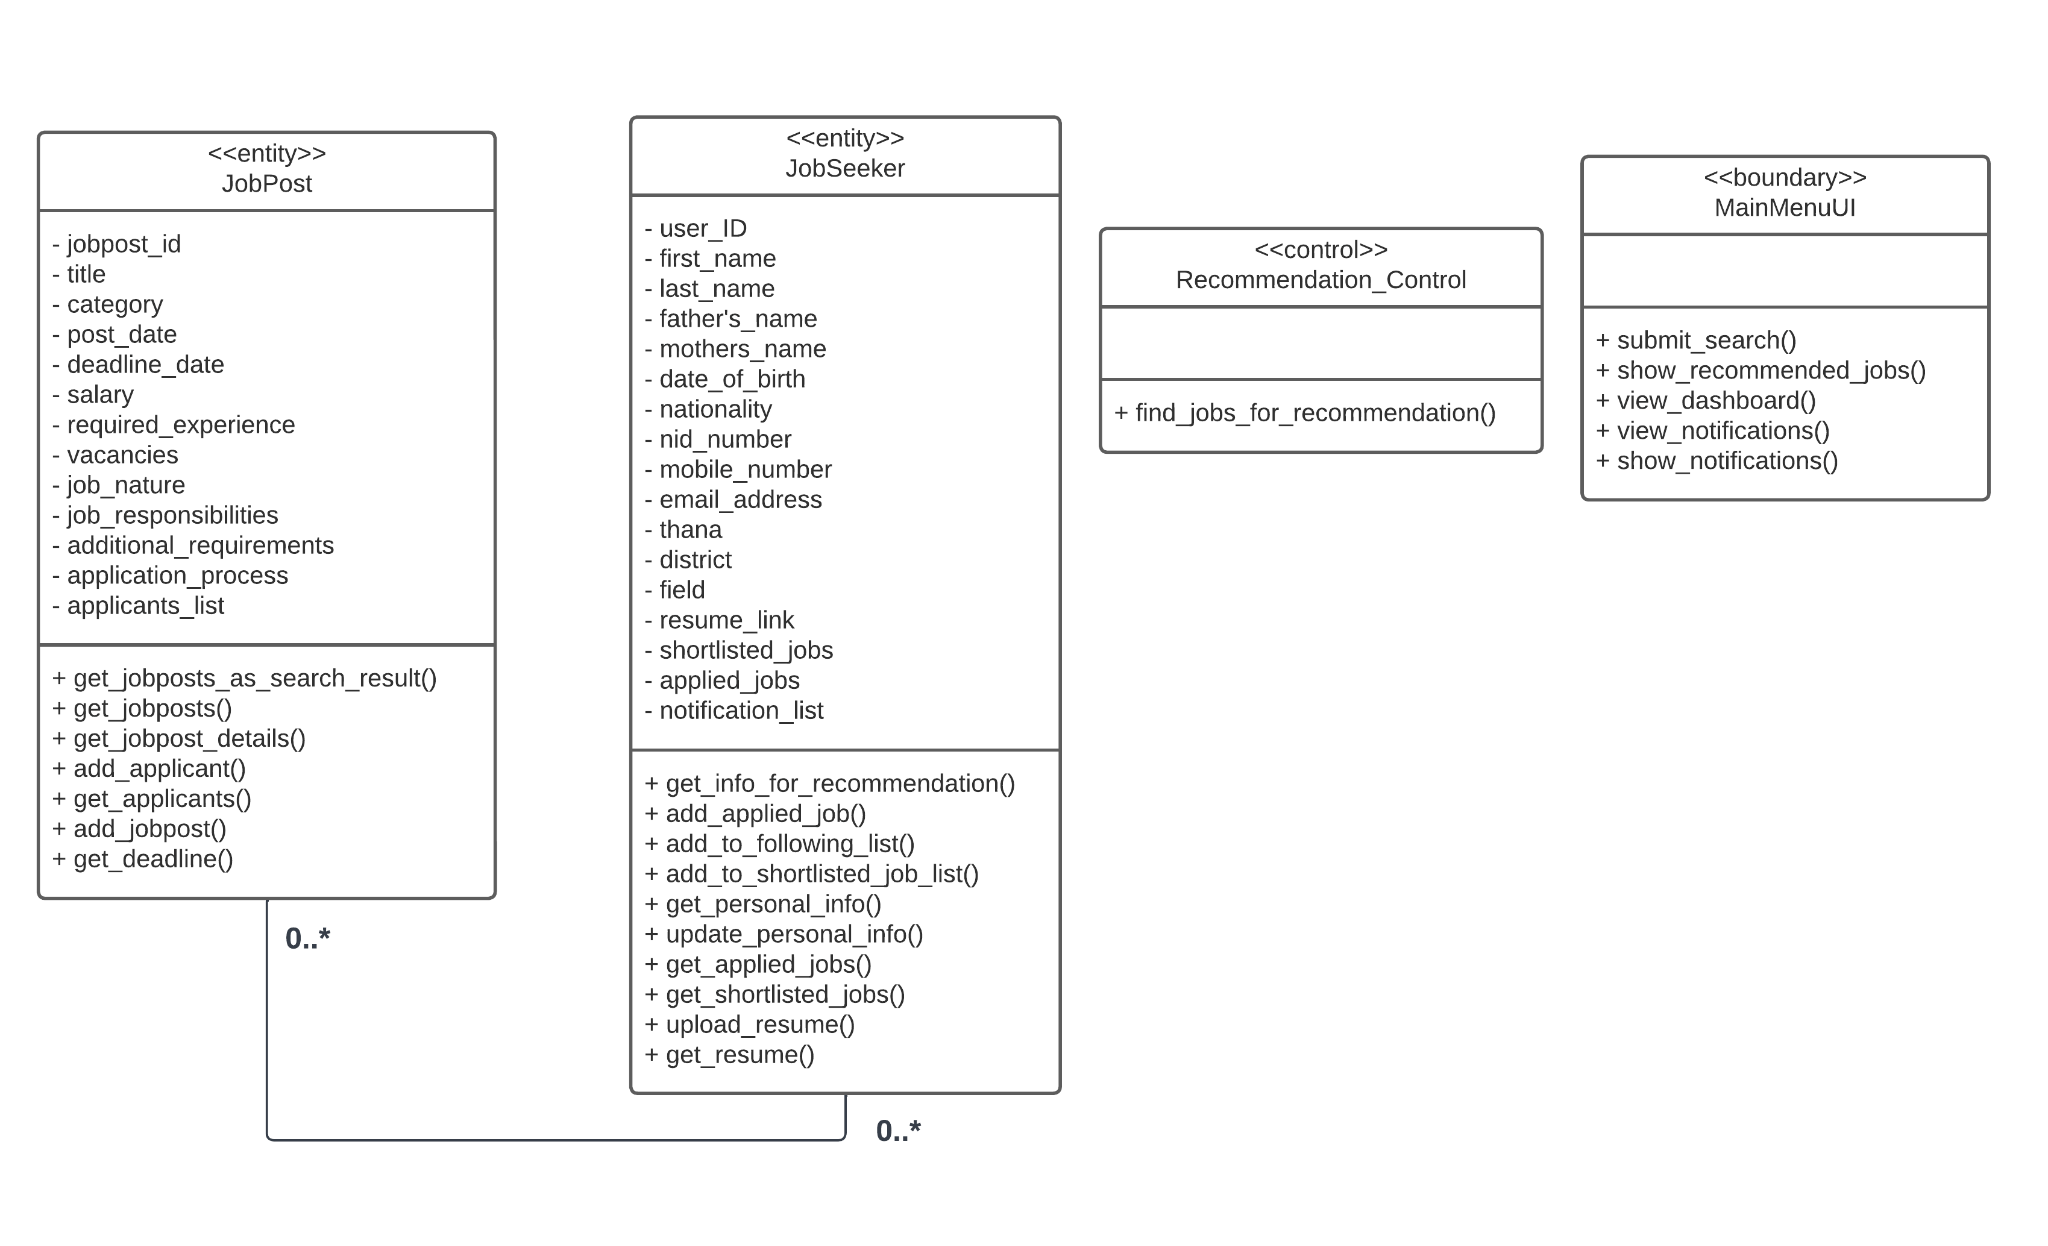 <<entity>>
JobPost
- jobpost_id
- title
- category
- post_date
- deadline_date
- salary
- required_experience
- vacancies
- job_nature
- job_responsibilities
- additional_requirements
- application_process
- applicants_list
+ get_jobposts_as_search_result()
+ get_jobposts()
+ get_jobpost_details()
+ add_applicant()
+ get_applicants()
+ add_jobpost()
+ get_deadline()
0..*
<<entity>>
JobSeeker
- user_ID
- first_name
- last_name
- father's_name
- mothers_name
- date_of_birth
- nationality
- nid_number
- mobile_number
- email_address
- thana
- district
- field
- resume_link
- shortlisted_jobs
- applied_jobs
- notification_list
+ get_info_for_recommendation()
+ add_applied_job()
+ add_to_following_list()
+ add_to_shortlisted_job_list()
+ get_personal_info()
+ update_personal_info()
+ get_applied_jobs()
+ get_shortlisted_jobs()
+ upload_resume()
+ get_resume()
0..*
<<control>>
Recommendation_Control
+ find_jobs_for_recommendation()
<<boundary>>
MainMenuUI
+ submit_search()
+ show_recommended_jobs()
+ view_dashboard()
+ view_notifications()
+ show_notifications()